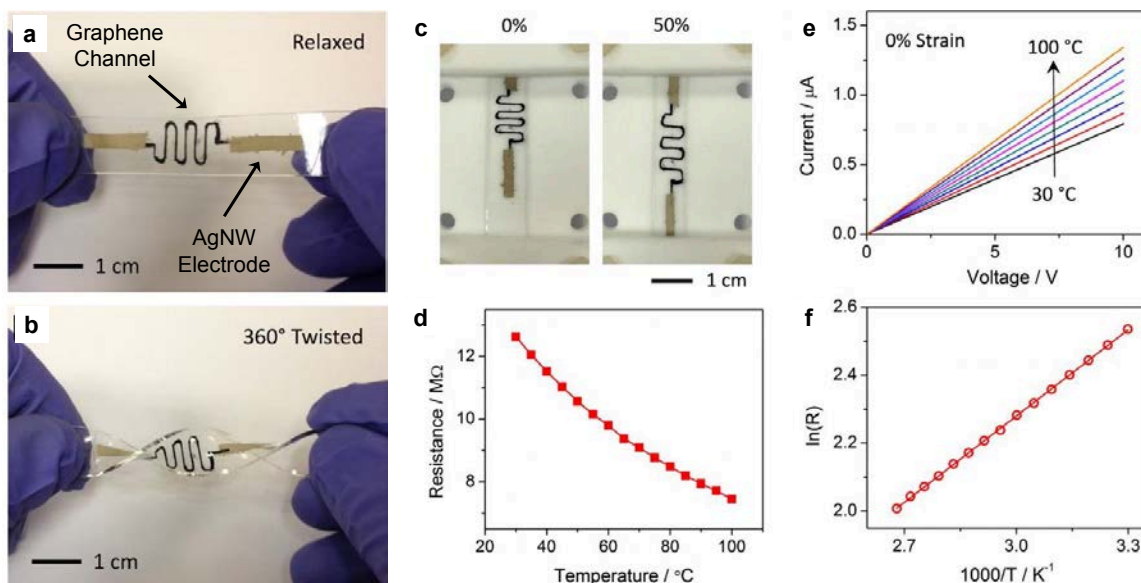 a
Graphene
Channel
Relaxed
AgNW
Electrode
1 cm
b
360° Twisted
1 cm
c
0%
50%
1 cm
d
Resistance / MΩ
12
10
8
20
40
60
80
100
Temperature / °C
e
0% Strain
100 °C
30 °C
Current / μA
1.5
1.0
0.5
0.0
0
5
10
Voltage / V
f
ln(R)
2.6
2.4
2.2
2.0
2.7
3.0
3.3
1000/T / K⁻¹